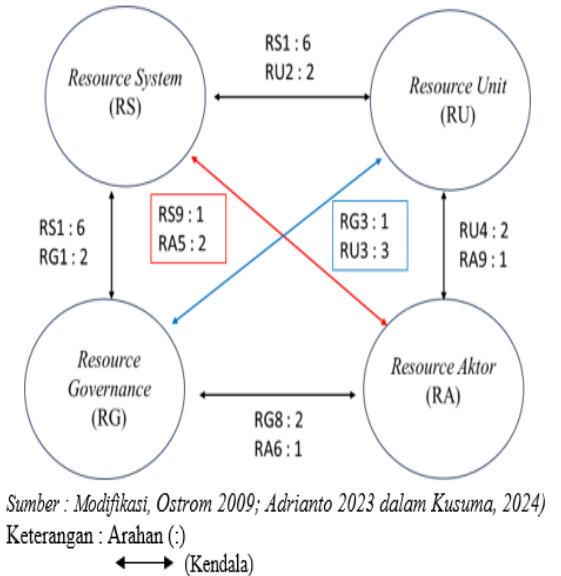 RS1 : 6
RU2 : 2
Resource System
(RS)
Resource Unit
(RU)
RS1 : 6
RG1 : 2
RS9 : 1
RA5 : 2
RG3 : 1
RU3 : 3
RU4 : 2
RA9 : 1
Resource
Governance
(RG)
Resource Aktor
(RA)
RG8 : 2
RA6 : 1
Sumber : Modifikasi, Ostrom 2009; Adrianto 2023 dalam Kusuma, 2024)
Keterangan : Arahan (:)
(Kendala)